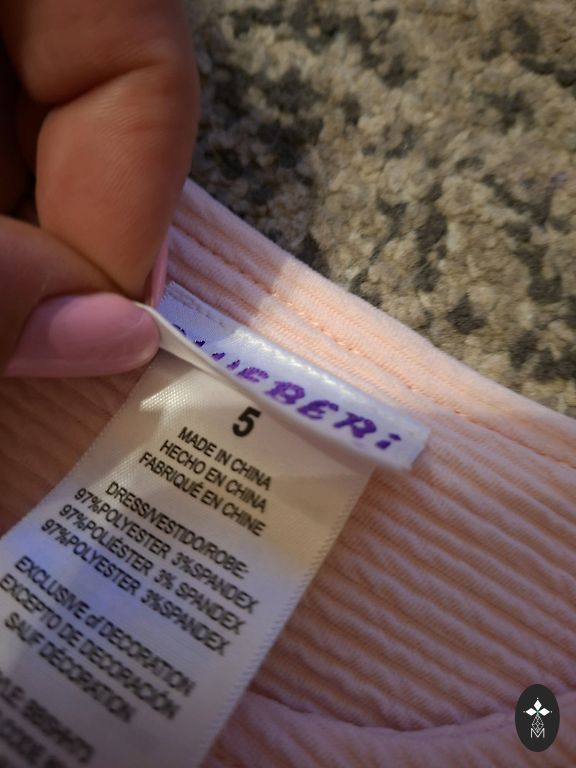 UEBERi
5
MADE IN CHINA
HECHO EN CHINA
FABRIQUÉ EN CHINE
DRESS/VESTIDO/ROBE:
97%POLYESTER 3%SPANDEX
97%POLIÉSTER 3% SPANDEX
97%POLYESTER 3%SPANDEX
EXCLUSIVE of DECORATION
EXCEPTO DE DECORACIÓN
SAUF DÉCORATION
M